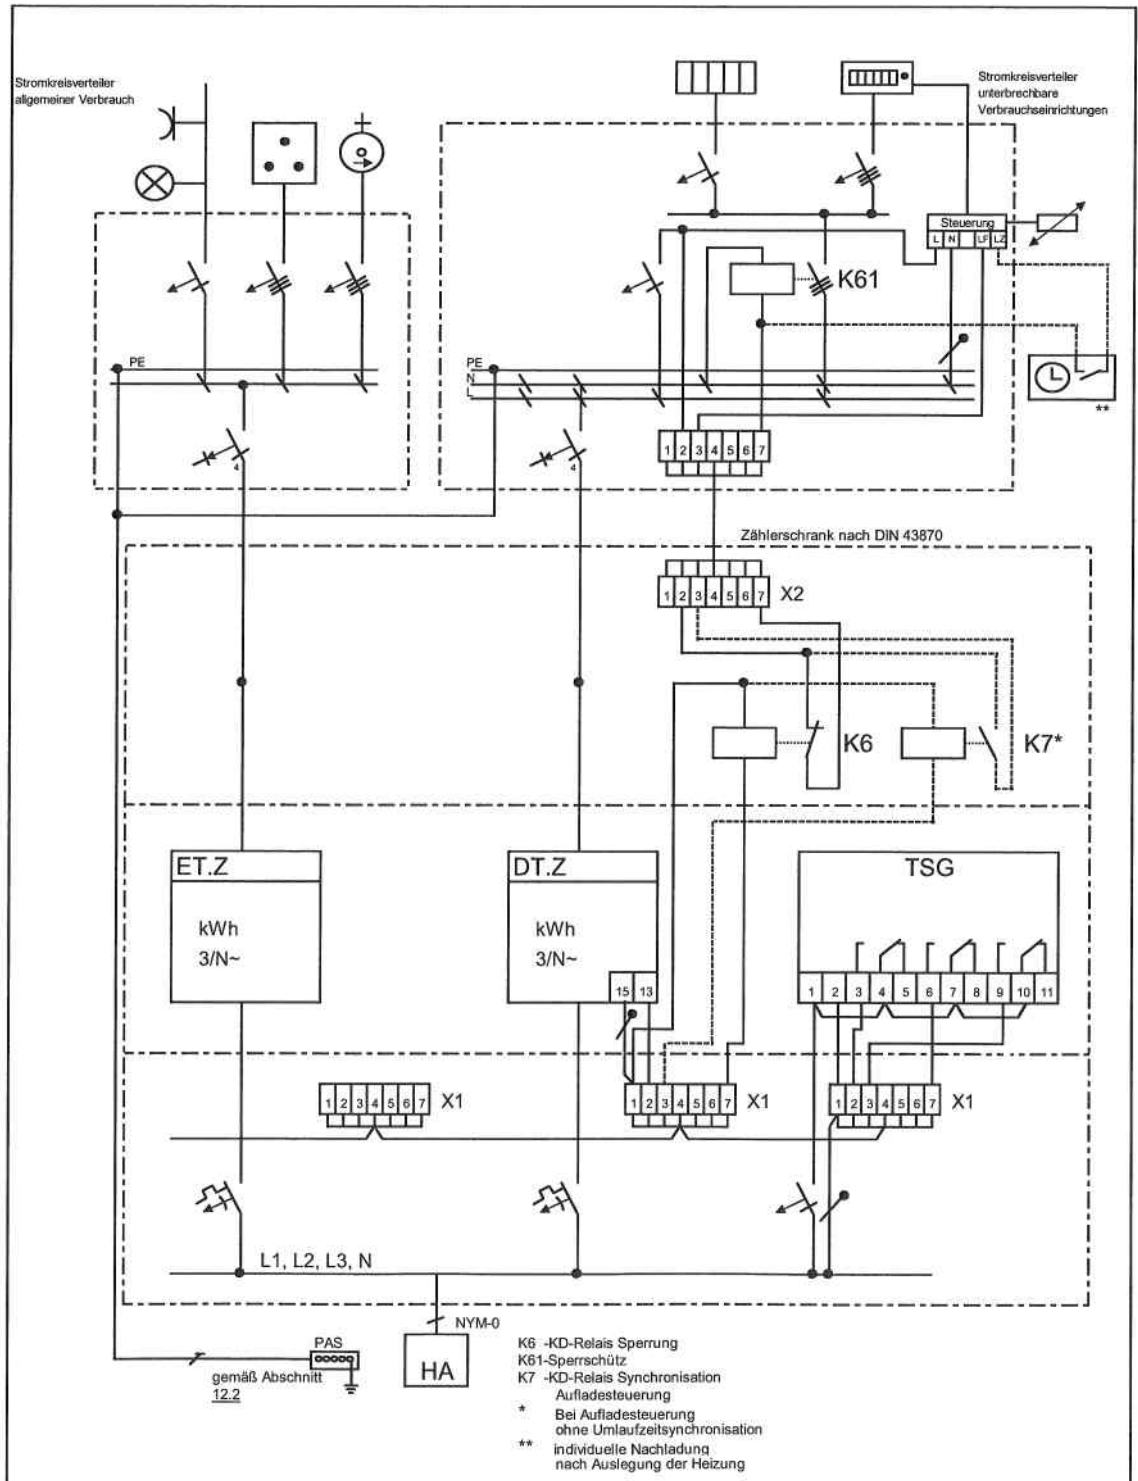 Stromkreisverteiler
allgemeiner Verbrauch
Stromkreisverteiler
unterbrechbare
Verbrauchseinrichtungen
Steuerung
L N LF LZ
K61
PE
PE
N
L
**
4
4
1 2 3 4 5 6 7
Zählerschrank nach DIN 43870
1 2 3 4 5 6 7 X2
K6
K7*
ET.Z
kWh
3/N~
DT.Z
kWh
3/N~
15 13
TSG
1 2 3 4 5 6 7 8 9 10 11
1 2 3 4 5 6 7 X1
1 2 3 4 5 6 7 X1
1 2 3 4 5 6 7 X1
L1, L2, L3, N
NYM-0
HA
PAS
gemäß Abschnitt
12.2
K6 -KD-Relais Sperrung
K61-Sperrschütz
K7 -KD-Relais Synchronisation
Aufladesteuerung
* Bei Aufladesteuerung
ohne Umlaufzeitsynchronisation
** individuelle Nachladung
nach Auslegung der Heizung